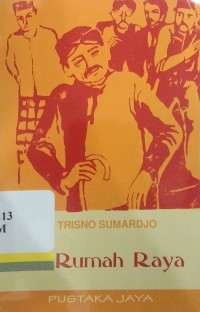 TRISNO SUMARDJO
13
M
Rumah Raya
PUSTAKA JAYA